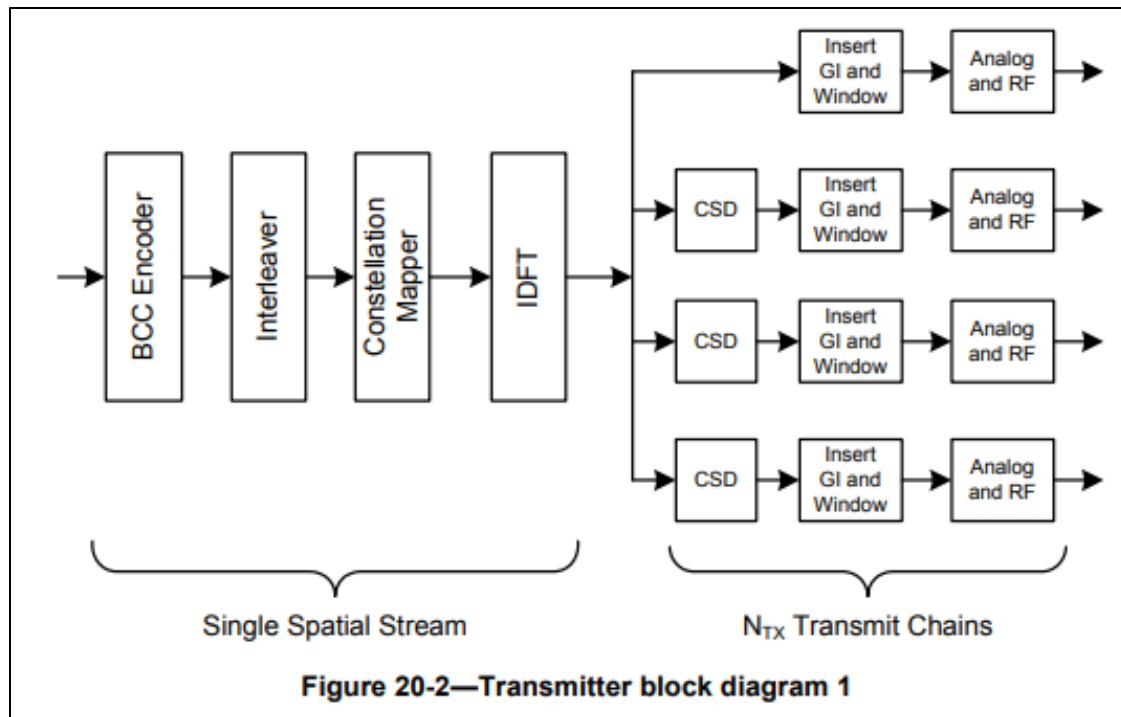 BCC Encoder
Interleaver
Constellation
Mapper
IDFT
Insert
GI and
Window
Analog
and RF
CSD
Insert
GI and
Window
Analog
and RF
CSD
Insert
GI and
Window
Analog
and RF
CSD
Insert
GI and
Window
Analog
and RF
Single Spatial Stream
N_TX Transmit Chains
Figure 20-2—Transmitter block diagram 1